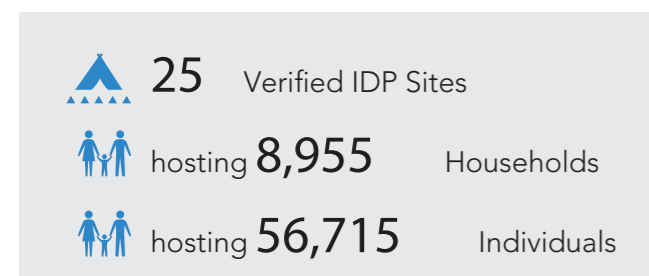 25 Verified IDP Sites
hosting 8,955 Households
hosting 56,715 Individuals